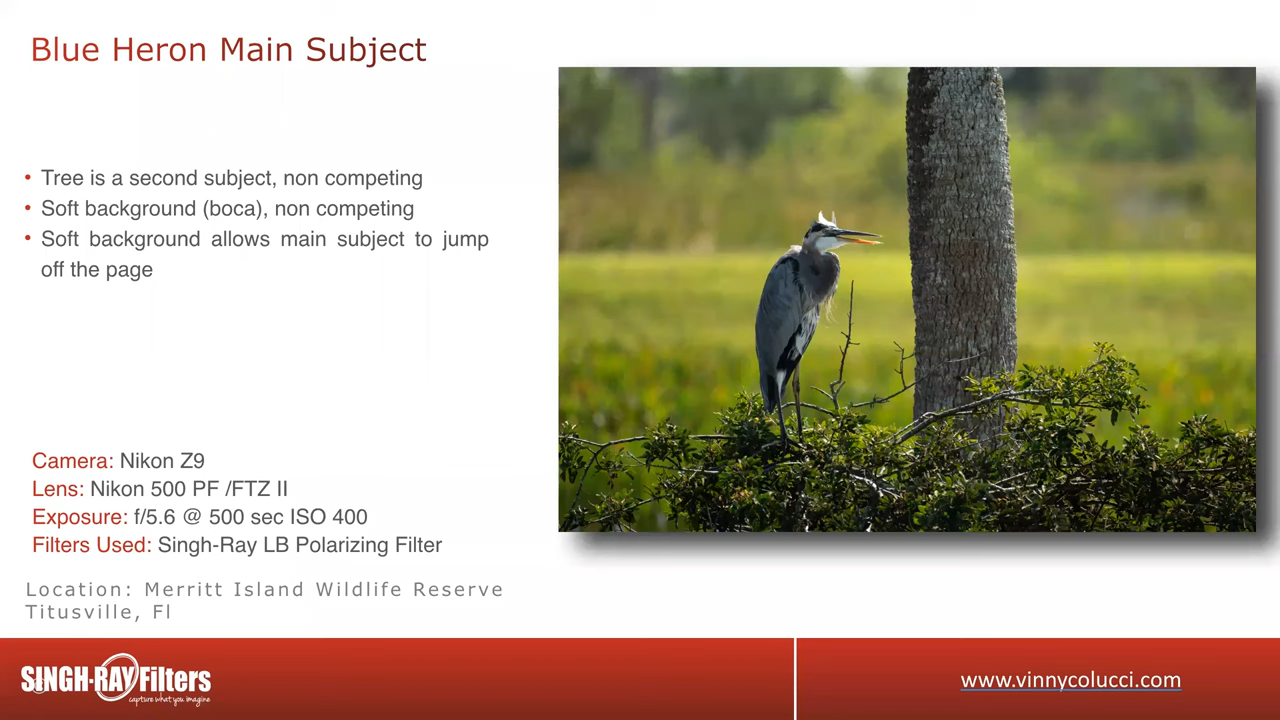 Blue Heron Main Subject
• Tree is a second subject, non competing
• Soft background (boca), non competing
• Soft background allows main subject to jump
off the page
Camera: Nikon Z9
Lens: Nikon 500 PF /FTZ II
Exposure: f/5.6 @ 500 sec ISO 400
Filters Used: Singh-Ray LB Polarizing Filter
Location: Merritt Island Wildlife Reserve
Titusville, Fl
SINGH-RAY Filters
capture what you imagine
www.vinnycolucci.com